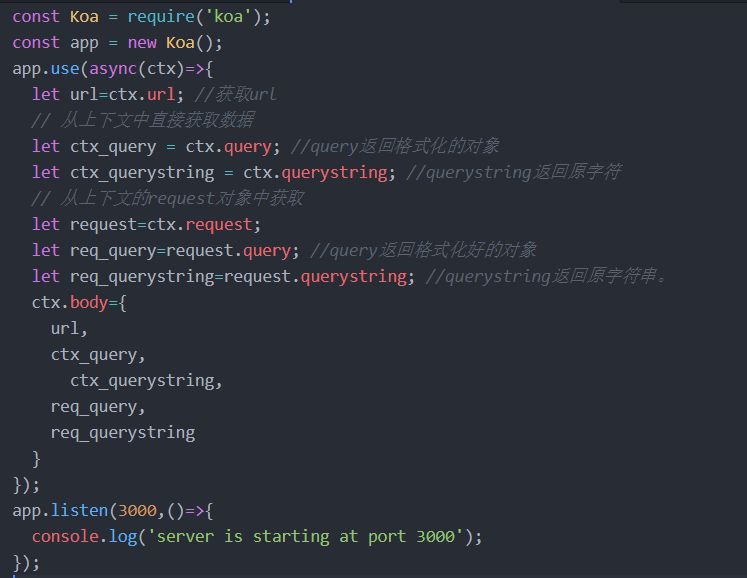 const Koa = require('koa');
const app = new Koa();
app.use(async(ctx)=>{
  let url=ctx.url; //获取url
  // 从上下文中直接获取数据
  let ctx_query = ctx.query; //query返回格式化的对象
  let ctx_querystring = ctx.querystring; //querystring返回原字符
  // 从上下文的request对象中获取
  let request=ctx.request;
  let req_query=request.query; //query返回格式化好的对象
  let req_querystring=request.querystring; //querystring返回原字符串。
  ctx.body={
    url,
    ctx_query,
      ctx_querystring,
    req_query,
    req_querystring
  }
});
app.listen(3000,()=>{
  console.log('server is starting at port 3000');
});